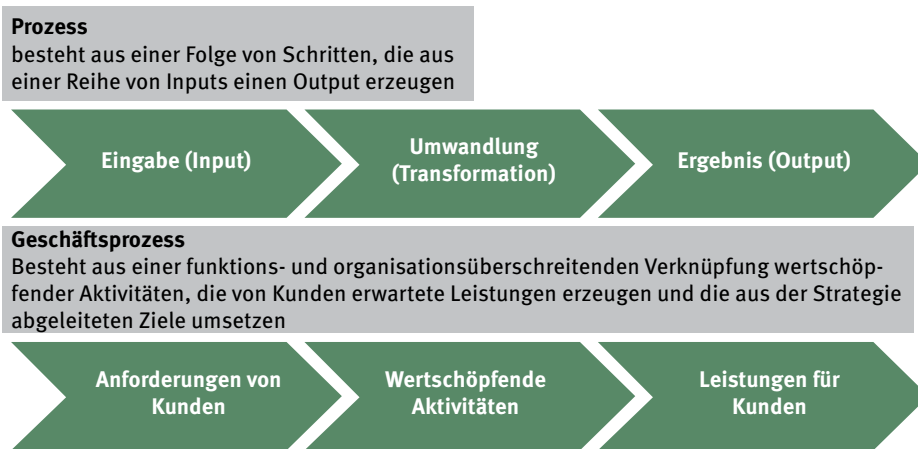 Prozess
besteht aus einer Folge von Schritten, die aus
einer Reihe von Inputs einen Output erzeugen
Eingabe (Input)
Umwandlung
(Transformation)
Ergebnis (Output)
Geschäftsprozess
Besteht aus einer funktions- und organisationsüberschreitenden Verknüpfung wertschöp-
fender Aktivitäten, die von Kunden erwartete Leistungen erzeugen und die aus der Strategie
abgeleiteten Ziele umsetzen
Anforderungen von
Kunden
Wertschöpfende
Aktivitäten
Leistungen für
Kunden